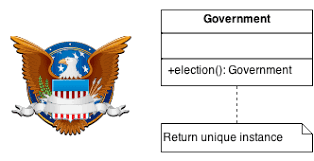 Government
+election(): Government
Return unique instance